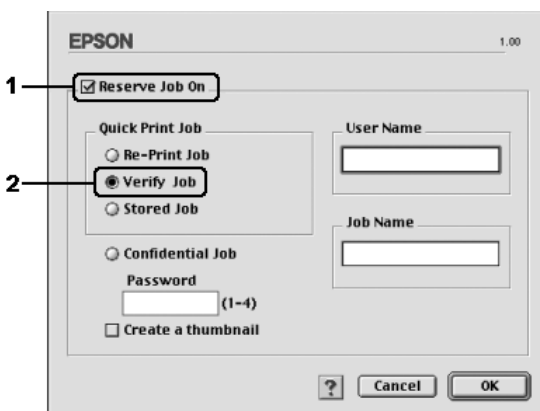 EPSON
1.00
1
Reserve Job On
Quick Print Job
Re-Print Job
2
Verify Job
Stored Job
Confidential Job
Password
(1-4)
Create a thumbnail
User Name
Job Name
?
Cancel
OK